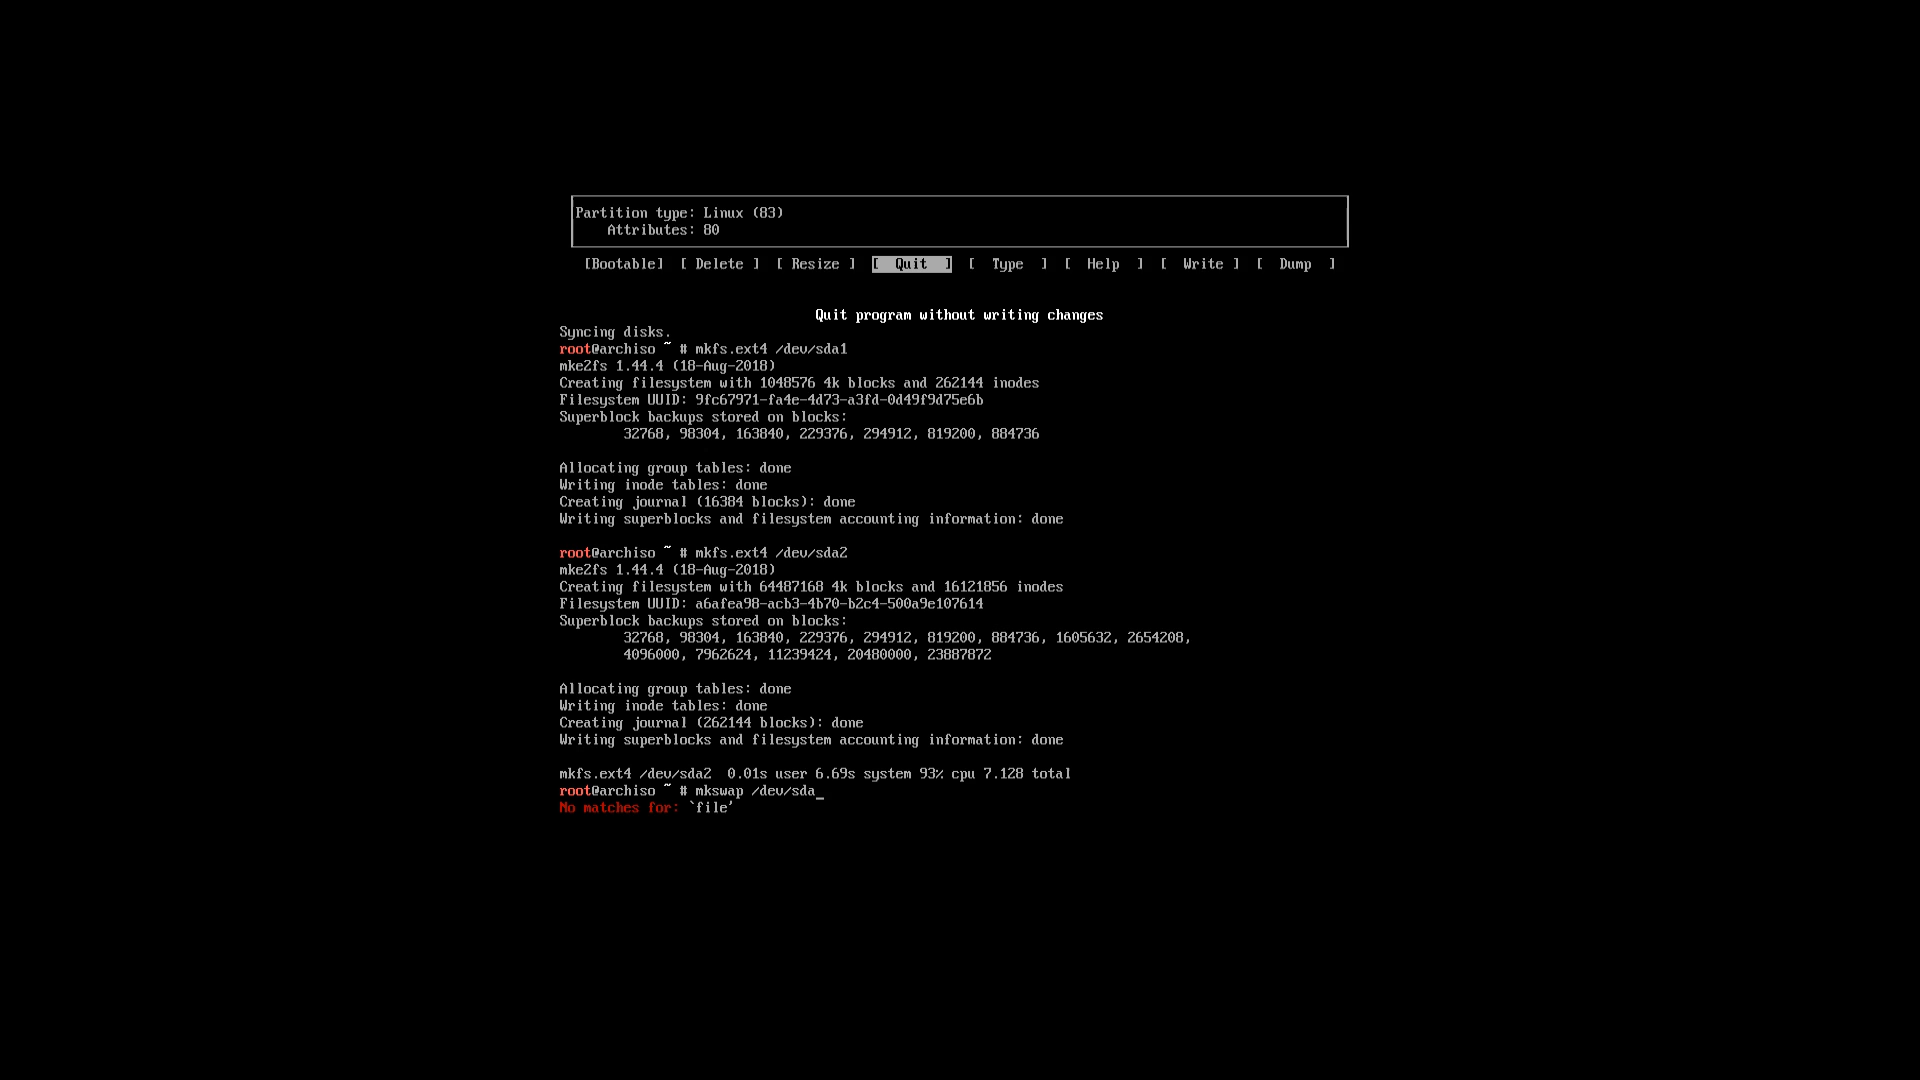 Partition type: Linux (83)
Attributes: 80
[Bootable] [ Delete ] [ Resize ] [ Quit ] [ Type ] [ Help ] [ Write ] [ Dump ]
Quit program without writing changes
Syncing disks.
root@archiso ~ # mkfs.ext4 /dev/sda1
mke2fs 1.44.4 (18-Aug-2018)
Creating filesystem with 1048576 4k blocks and 262144 inodes
Filesystem UUID: 9fc67971-fa4e-4d73-a3fd-0d49f9d75e6b
Superblock backups stored on blocks:
32768, 98304, 163840, 229376, 294912, 819200, 884736
Allocating group tables: done
Writing inode tables: done
Creating journal (16384 blocks): done
Writing superblocks and filesystem accounting information: done
root@archiso ~ # mkfs.ext4 /dev/sda2
mke2fs 1.44.4 (18-Aug-2018)
Creating filesystem with 64487168 4k blocks and 16121856 inodes
Filesystem UUID: a6afea98-acb3-4b70-b2c4-500a9e107614
Superblock backups stored on blocks:
32768, 98304, 163840, 229376, 294912, 819200, 884736, 1605632, 2654208,
4096000, 7962624, 11239424, 20480000, 23887872
Allocating group tables: done
Writing inode tables: done
Creating journal (262144 blocks): done
Writing superblocks and filesystem accounting information: done
mkfs.ext4 /dev/sda2  0.01s user 6.69s system 93% cpu 7.128 total
root@archiso ~ # mkswap /dev/sda_
No matches for: `file'